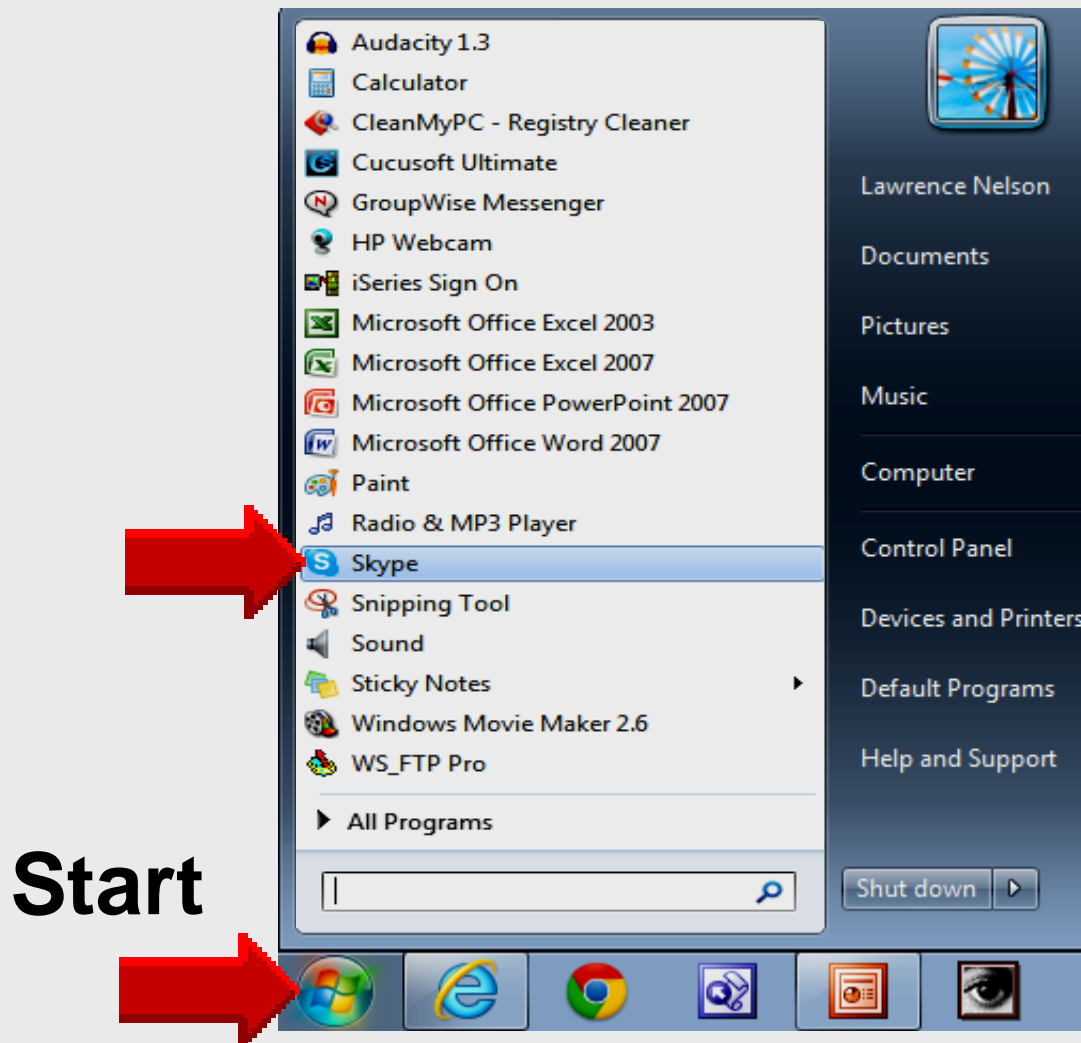 Audacity 1.3
Calculator
CleanMyPC - Registry Cleaner
Cucusoft Ultimate
GroupWise Messenger
HP Webcam
iSeries Sign On
Microsoft Office Excel 2003
Microsoft Office Excel 2007
Microsoft Office PowerPoint 2007
Microsoft Office Word 2007
Paint
Radio & MP3 Player
Skype
Snipping Tool
Sound
Sticky Notes
Windows Movie Maker 2.6
WS_FTP Pro
All Programs
Lawrence Nelson
Documents
Pictures
Music
Computer
Control Panel
Devices and Printers
Default Programs
Help and Support
Shut down
Start